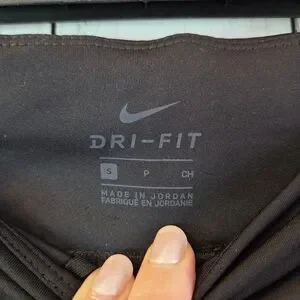 DRI-FIT
S P CH
MADE IN JORDAN
FABRIQUÉ EN JORDANIE